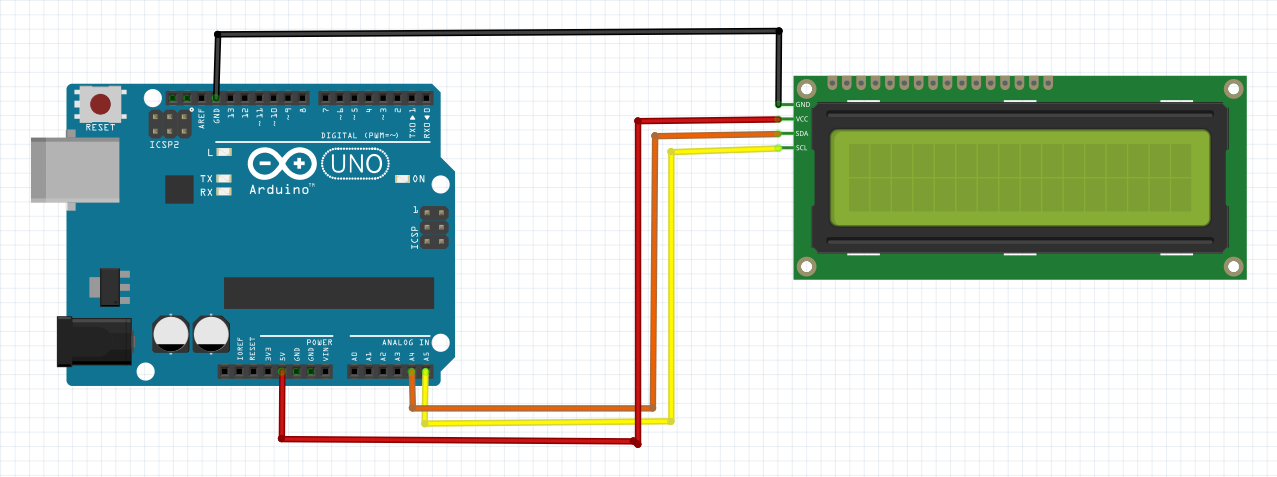 RESET
ICSP2
AREF
GND
13
12
~11
~10
~9
8
7
~6
~5
4
~3
2
TXD▶1
RXD◀0
DIGITAL (PWM=~)
L
TX
RX
Arduino™
UNO
ON
1
ICSP
POWER
ANALOG IN
IOREF
RESET
3V3
5V
GND
GND
VIN
A0
A1
A2
A3
A4
A5
GND
VCC
SDA
SCL